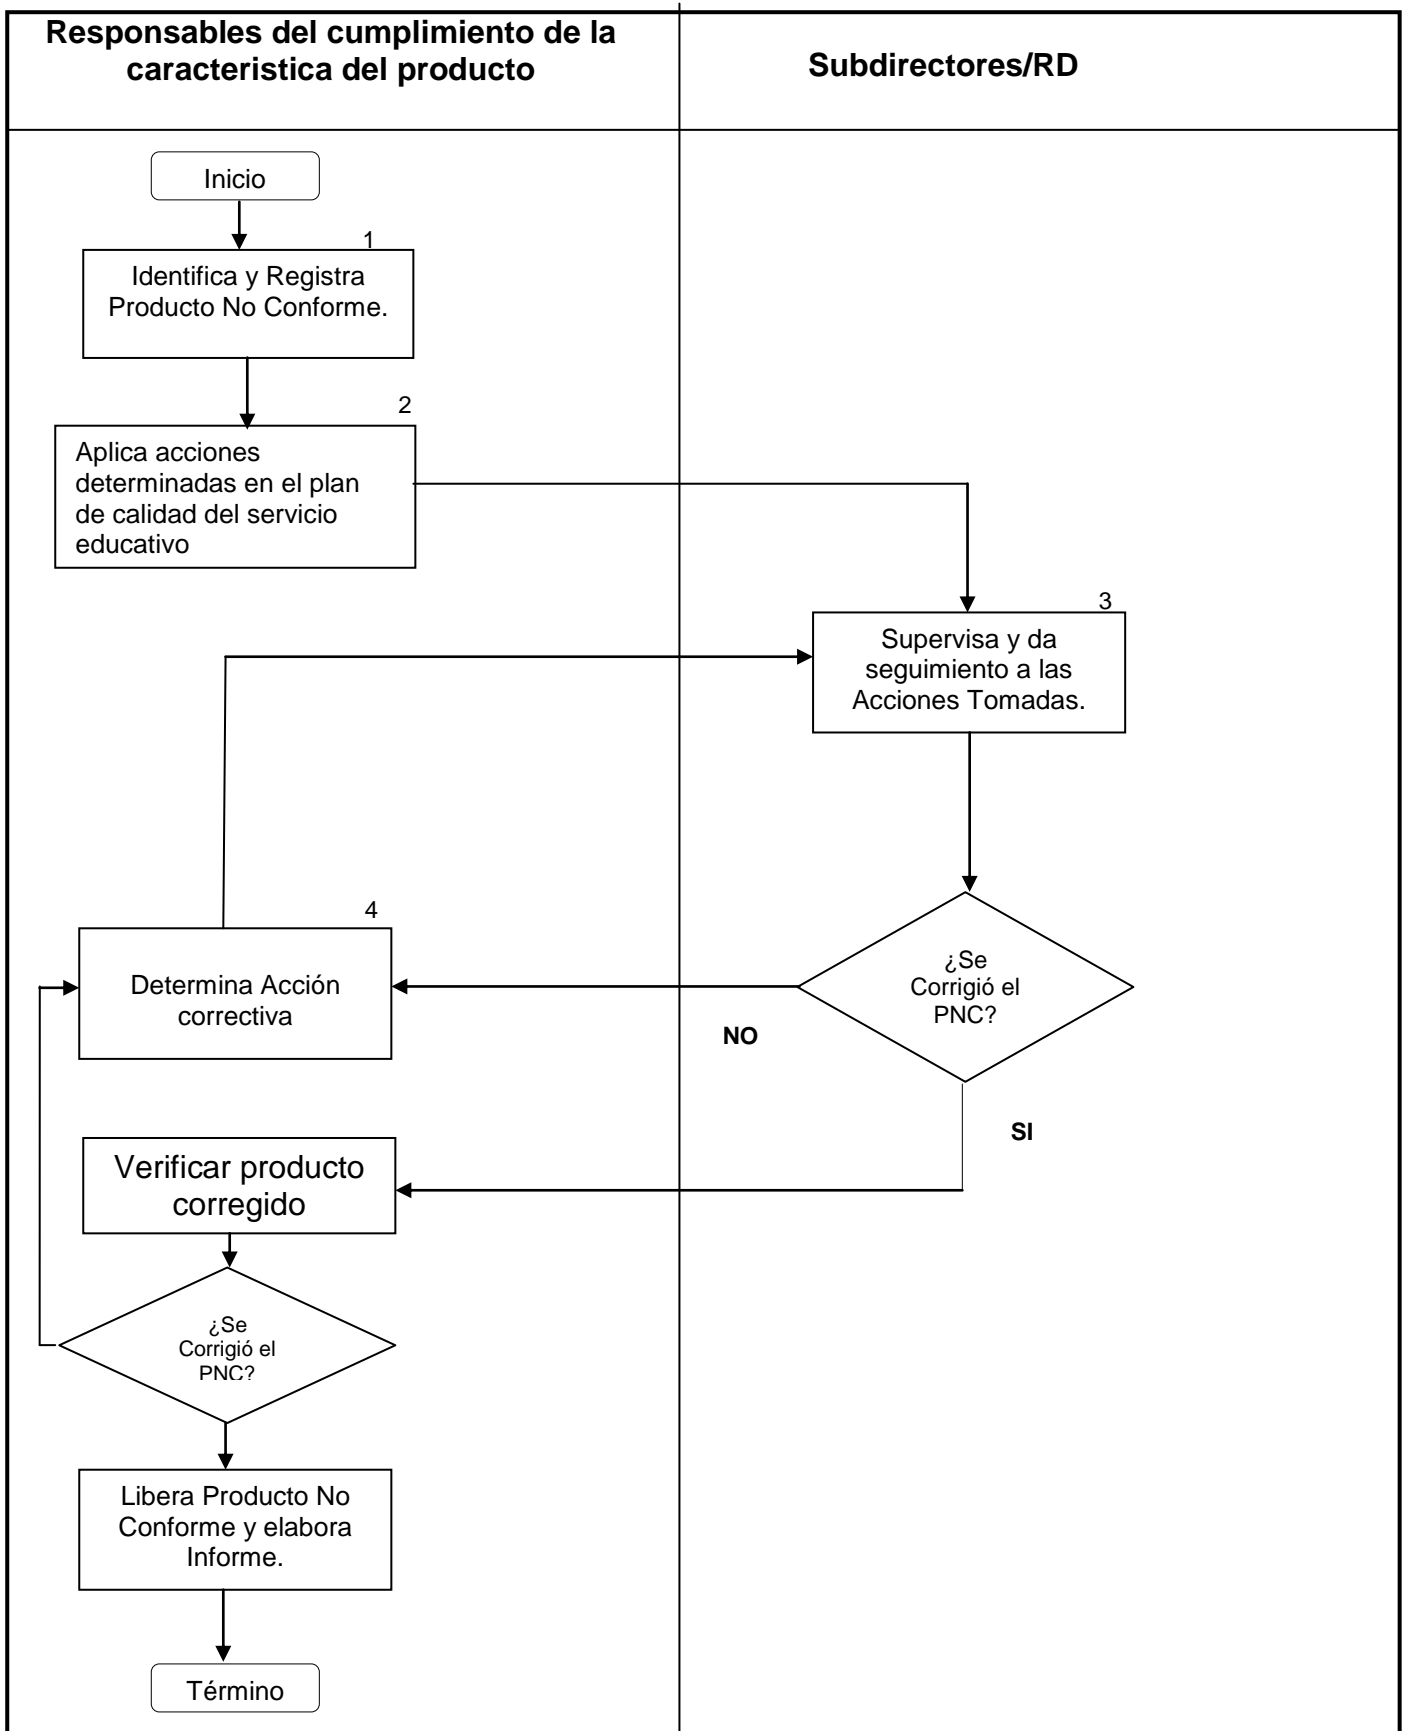 Responsables del cumplimiento de la
caracteristica del producto
Subdirectores/RD
Inicio
1
Identifica y Registra
Producto No Conforme.
2
Aplica acciones
determinadas en el plan
de calidad del servicio
educativo
3
Supervisa y da
seguimiento a las
Acciones Tomadas.
4
Determina Acción
correctiva
¿Se
Corrigió el
PNC?
NO
SI
Verificar producto
corregido
¿Se
Corrigió el
PNC?
Libera Producto No
Conforme y elabora
Informe.
Término